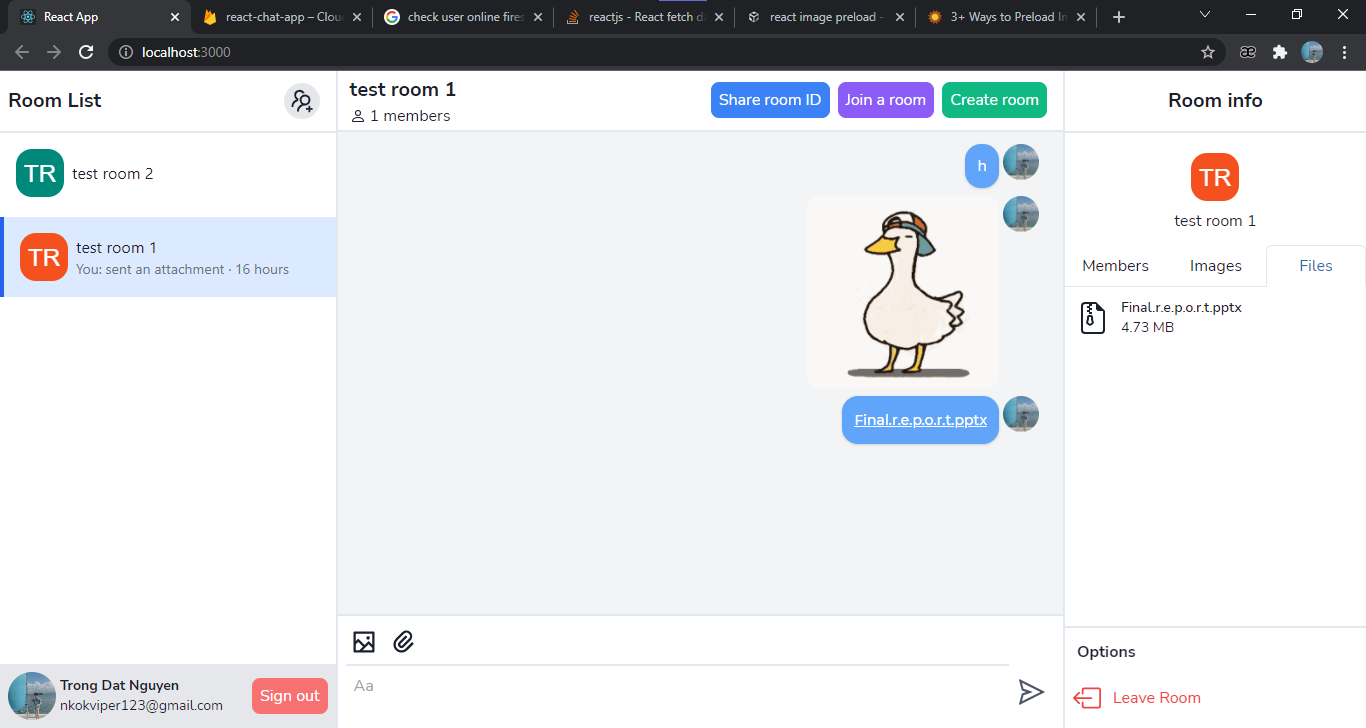 React App
react-chat-app – Clou
check user online fires
reactjs - React fetch d
react image preload -
3+ Ways to Preload In
localhost:3000
Room List
test room 1
1 members
Share room ID
Join a room
Create room
Room info
TR
test room 2
TR
test room 1
You: sent an attachment · 16 hours
h
Final.r.e.p.o.r.t.pptx
TR
test room 1
Members
Images
Files
Final.r.e.p.o.r.t.pptx
4.73 MB
Options
Leave Room
Aa
Trong Dat Nguyen
nkokviper123@gmail.com
Sign out